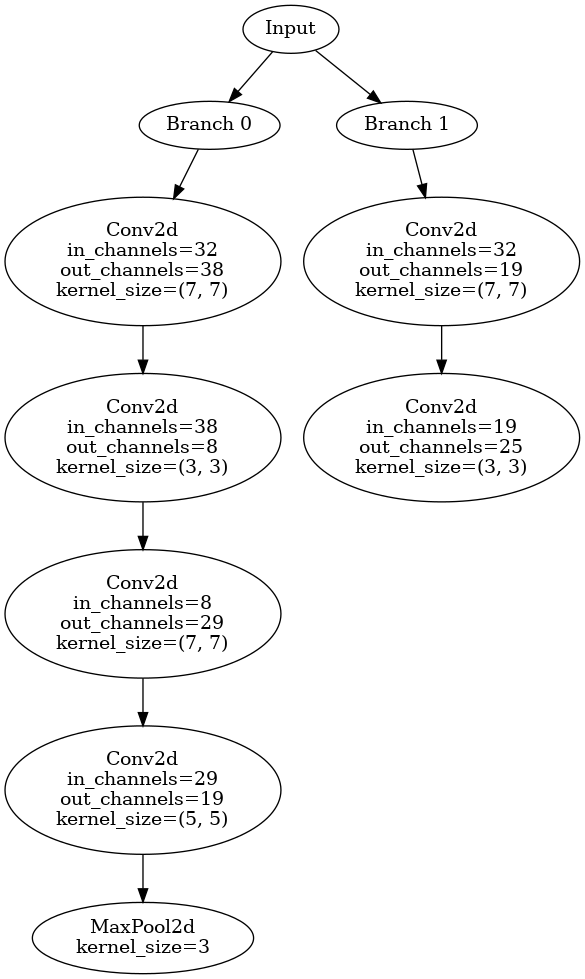 Input
Branch 0
Branch 1
Conv2d
in_channels=32
out_channels=38
kernel_size=(7, 7)
Conv2d
in_channels=32
out_channels=19
kernel_size=(7, 7)
Conv2d
in_channels=38
out_channels=8
kernel_size=(3, 3)
Conv2d
in_channels=19
out_channels=25
kernel_size=(3, 3)
Conv2d
in_channels=8
out_channels=29
kernel_size=(7, 7)
Conv2d
in_channels=29
out_channels=19
kernel_size=(5, 5)
MaxPool2d
kernel_size=3